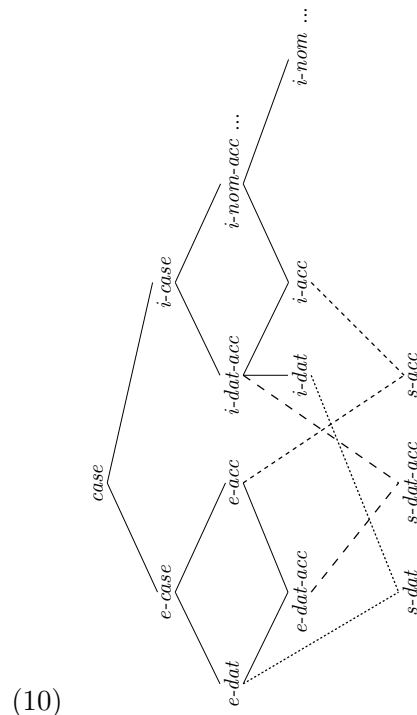 case
e-case i-case
e-dat e-acc i-dat-acc i-nom-acc ...
e-dat-acc i-dat i-acc i-nom ...
s-dat s-dat-acc s-acc
(10)